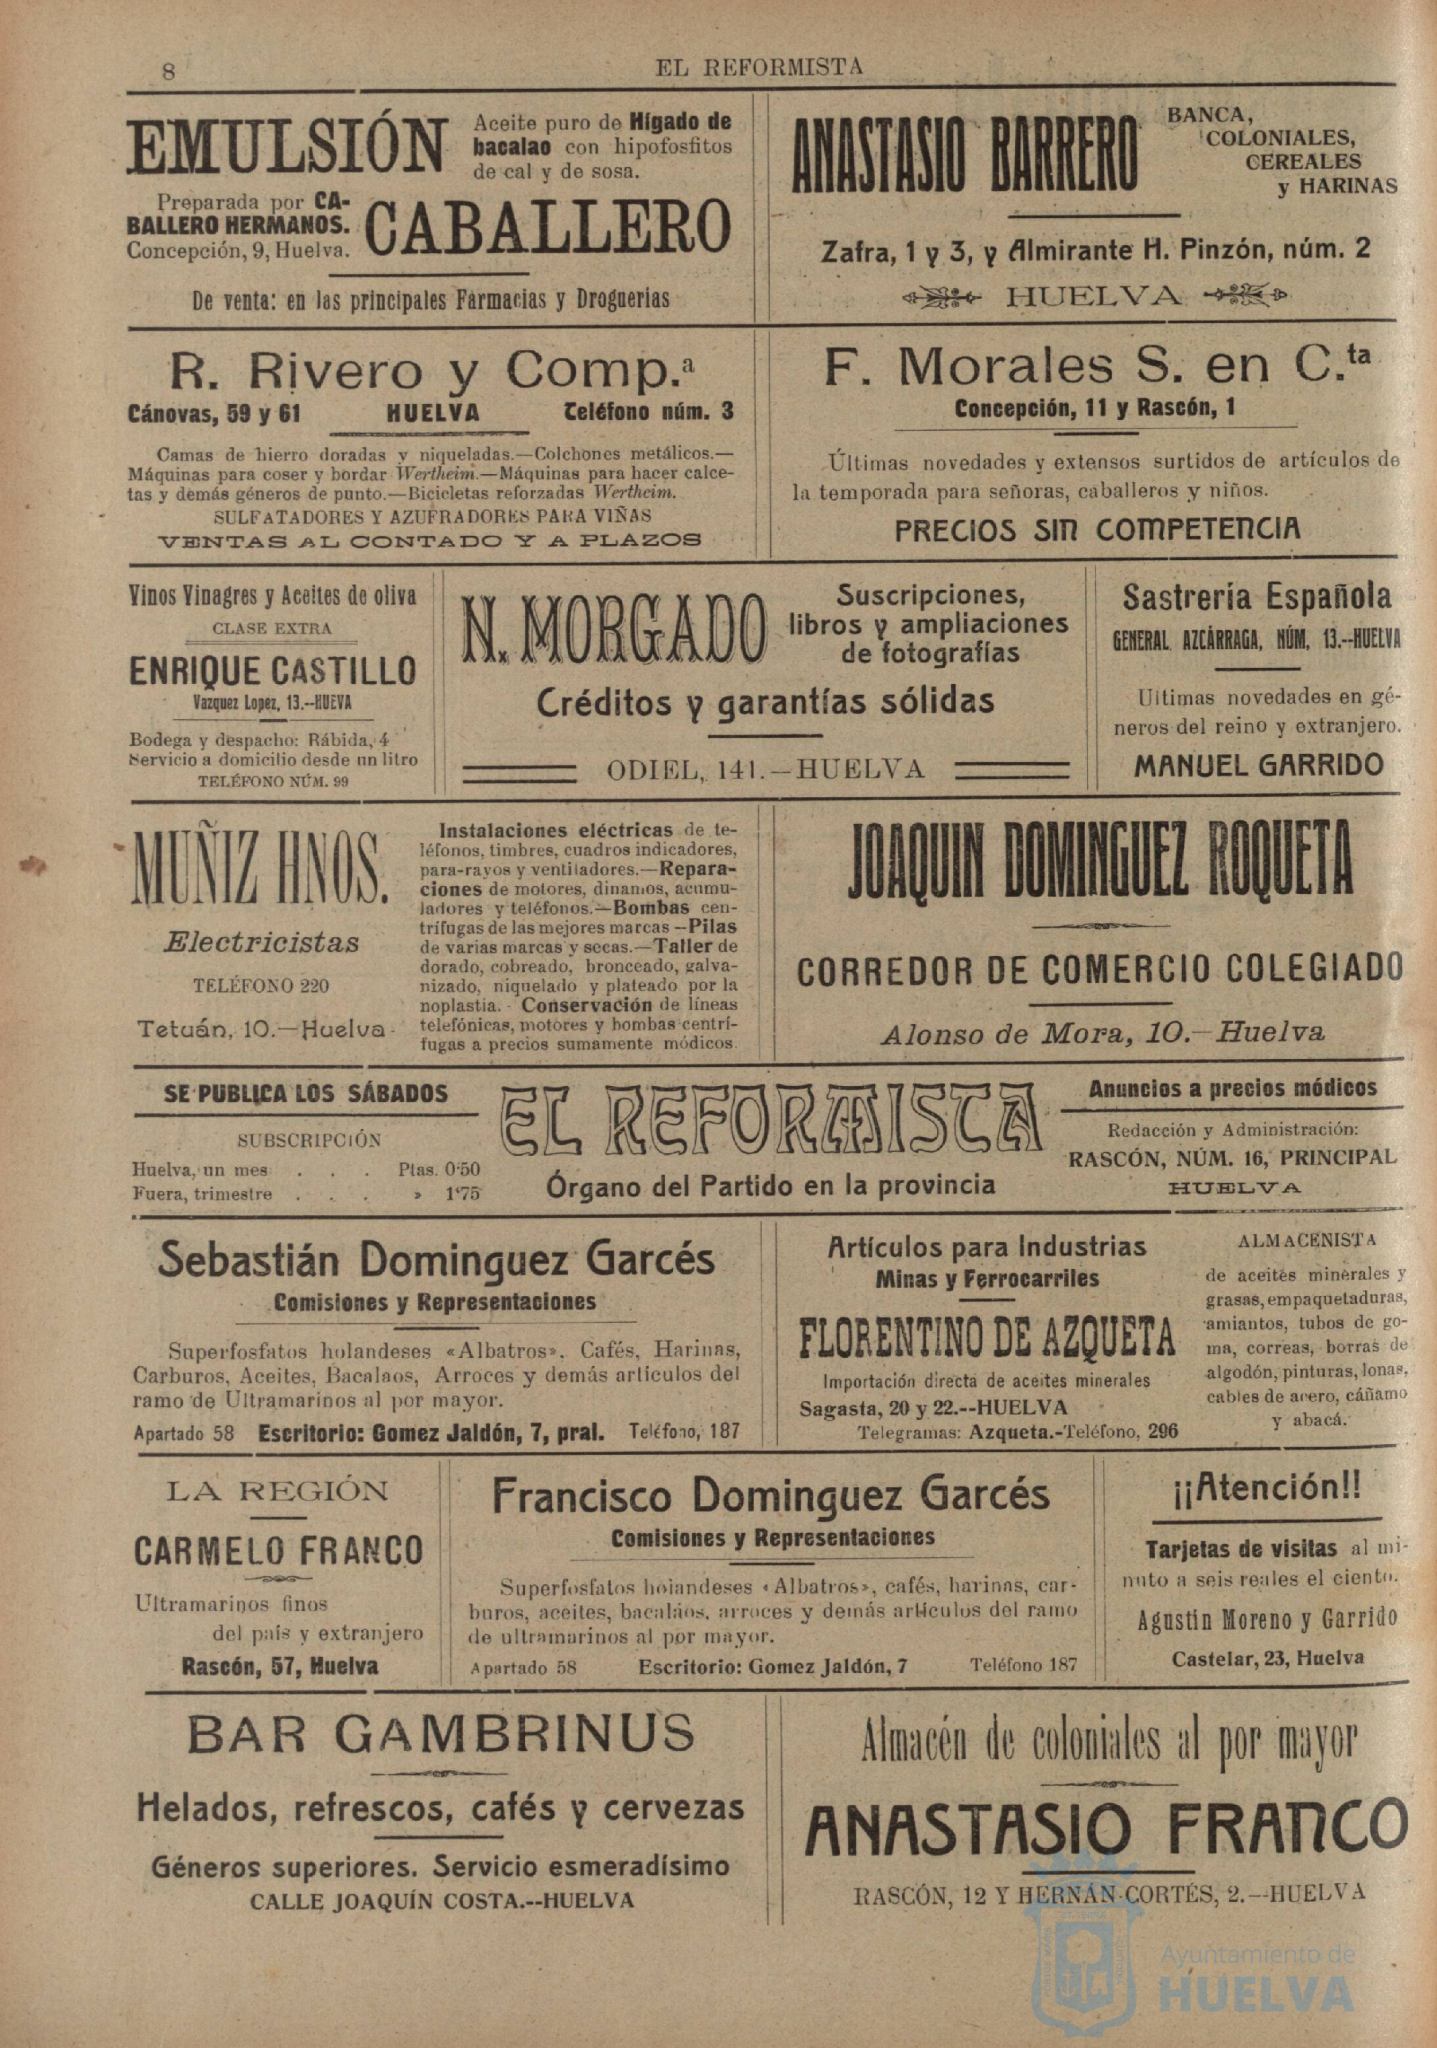 8
EL REFORMISTA
EMULSIÓN
Aceite puro de Hígado de
bacalao con hipofosfitos
de cal y de sosa.
Preparada por CA-
BALLERO HERMANOS.
Concepción, 9, Huelva.
CABALLERO
De venta: en las principales Farmacias y Droguerias
ANASTASIO BARRERO
BANCA,
COLONIALES,
CEREALES
y HARINAS
Zafra, 1 y 3, y Almirante H. Pinzón, núm. 2
HUELVA
R. Rivero y Comp.ª
Cánovas, 59 y 61 HUELVA Teléfono núm. 3
Camas de hierro doradas y niqueladas.—Colchones metálicos.—
Máquinas para coser y bordar Wertheim.—Máquinas para hacer calce-
tas y demás géneros de punto.—Bicicletas reforzadas Wertheim.
SULFATADORES Y AZUFRADORES PARA VIÑAS
VENTAS AL CONTADO Y A PLAZOS
F. Morales S. en C.ta
Concepción, 11 y Rascón, 1
Últimas novedades y extensos surtidos de artículos de
la temporada para señoras, caballeros y niños.
PRECIOS SIN COMPETENCIA
Vinos Vinagres y Aceites de oliva
CLASE EXTRA
ENRIQUE CASTILLO
Vazquez Lopez, 13.--HUEVA
Bodega y despacho: Rábida, 4
Servicio a domicilio desde un litro
TELÉFONO NÚM. 99
N. MORGADO
Suscripciones,
libros y ampliaciones
de fotografías
Créditos y garantías sólidas
ODIEL, 141.—HUELVA
Sastrería Española
GENERAL AZCÁRRAGA, NÚM, 13.--HUELVA
Ultimas novedades en gé-
neros del reino y extranjero.
MANUEL GARRIDO
MUÑIZ HNOS.
Electricistas
TELÉFONO 220
Tetuán, 10.—Huelva
Instalaciones eléctricas de te-
léfonos, timbres, cuadros indicadores,
para-rayos y ventiladores.—Repara-
ciones de motores, dinamos, acumu-
ladores y teléfonos.—Bombas cen-
trífugas de las mejores marcas—Pilas
de varias marcas y secas.—Taller de
dorado, cobreado, bronceado, galva-
nizado, niquelado y plateado por la
noplastia. - Conservación de líneas
telefónicas, motores y bombas centrí-
fugas a precios sumamente módicos.
JOAQUIN DOMINGUEZ ROQUETA
CORREDOR DE COMERCIO COLEGIADO
Alonso de Mora, 10.—Huelva
SE PUBLICA LOS SÁBADOS
SUBSCRIPCIÓN
Huelva, un mes . . . Ptas. 0'50
Fuera, trimestre . . . » 1'75
EL REFORMISTA
Órgano del Partido en la provincia
Anuncios a precios módicos
Redacción y Administración:
RASCÓN, NÚM. 16, PRINCIPAL
HUELVA
Sebastián Dominguez Garcés
Comisiones y Representaciones
Superfosfatos holandeses «Albatros», Cafés, Harinas,
Carburos, Aceites, Bacalaos, Arroces y demás artículos del
ramo de Ultramarinos al por mayor.
Apartado 58 Escritorio: Gomez Jaldón, 7, pral. Teléfono, 187
Artículos para Industrias
Minas y Ferrocarriles
FLORENTINO DE AZQUETA
Importación directa de aceites minerales
Sagasta, 20 y 22.--HUELVA
Telegramas: Azqueta.-Teléfono, 296
ALMACENISTA
de aceites minerales y
grasas, empaquetaduras,
amiantos, tubos de go-
ma, correas, borras de
algodón, pinturas, lonas,
cables de acero, cáñamo
y abacá.
LA REGIÓN
CARMELO FRANCO
Ultramarinos finos
del país y extranjero
Rascón, 57, Huelva
Francisco Dominguez Garcés
Comisiones y Representaciones
Superfosfatos holandeses «Albatros», cafés, harinas, car-
buros, aceites, bacalaos, arroces y demás artículos del ramo
de ultramarinos al por mayor.
Apartado 58 Escritorio: Gomez Jaldón, 7 Teléfono 187
¡¡Atención!!
Tarjetas de visitas al mi-
nuto a seis reales el ciento.
Agustin Moreno y Garrido
Castelar, 23, Huelva
BAR GAMBRINUS
Helados, refrescos, cafés y cervezas
Géneros superiores. Servicio esmeradísimo
CALLE JOAQUÍN COSTA.--HUELVA
Almacén de coloniales al por mayor
ANASTASIO FRANCO
RASCÓN, 12 Y HERNÁN-CORTÉS, 2.—HUELVA
Ayuntamiento de
HUELVA